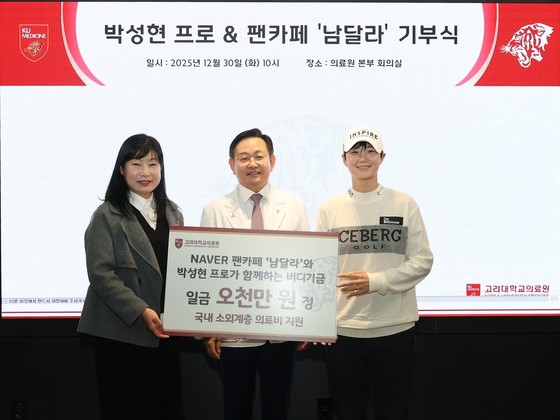 KU
MEDICINE
박성현 프로 & 팬카페 '남달라' 기부식
일시 : 2025년 12월 30일(화) 10시
장소 : 의료원 본부 회의실
INSPIRE
ICEBERG
GOLF
고려대학교의료원
NAVER 팬카페 '남달라'와
박성현 프로가 함께하는 버디기금
일금 오천만 원 정
국내 소외계층 의료비 지원
고려대학교의료원